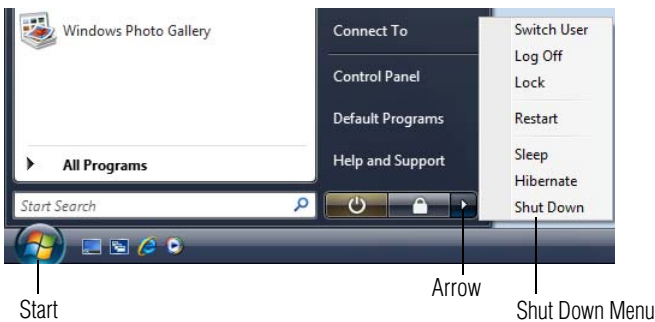 Windows Photo Gallery
All Programs
Start Search
Connect To
Control Panel
Default Programs
Help and Support
Switch User
Log Off
Lock
Restart
Sleep
Hibernate
Shut Down
Start
Arrow
Shut Down Menu